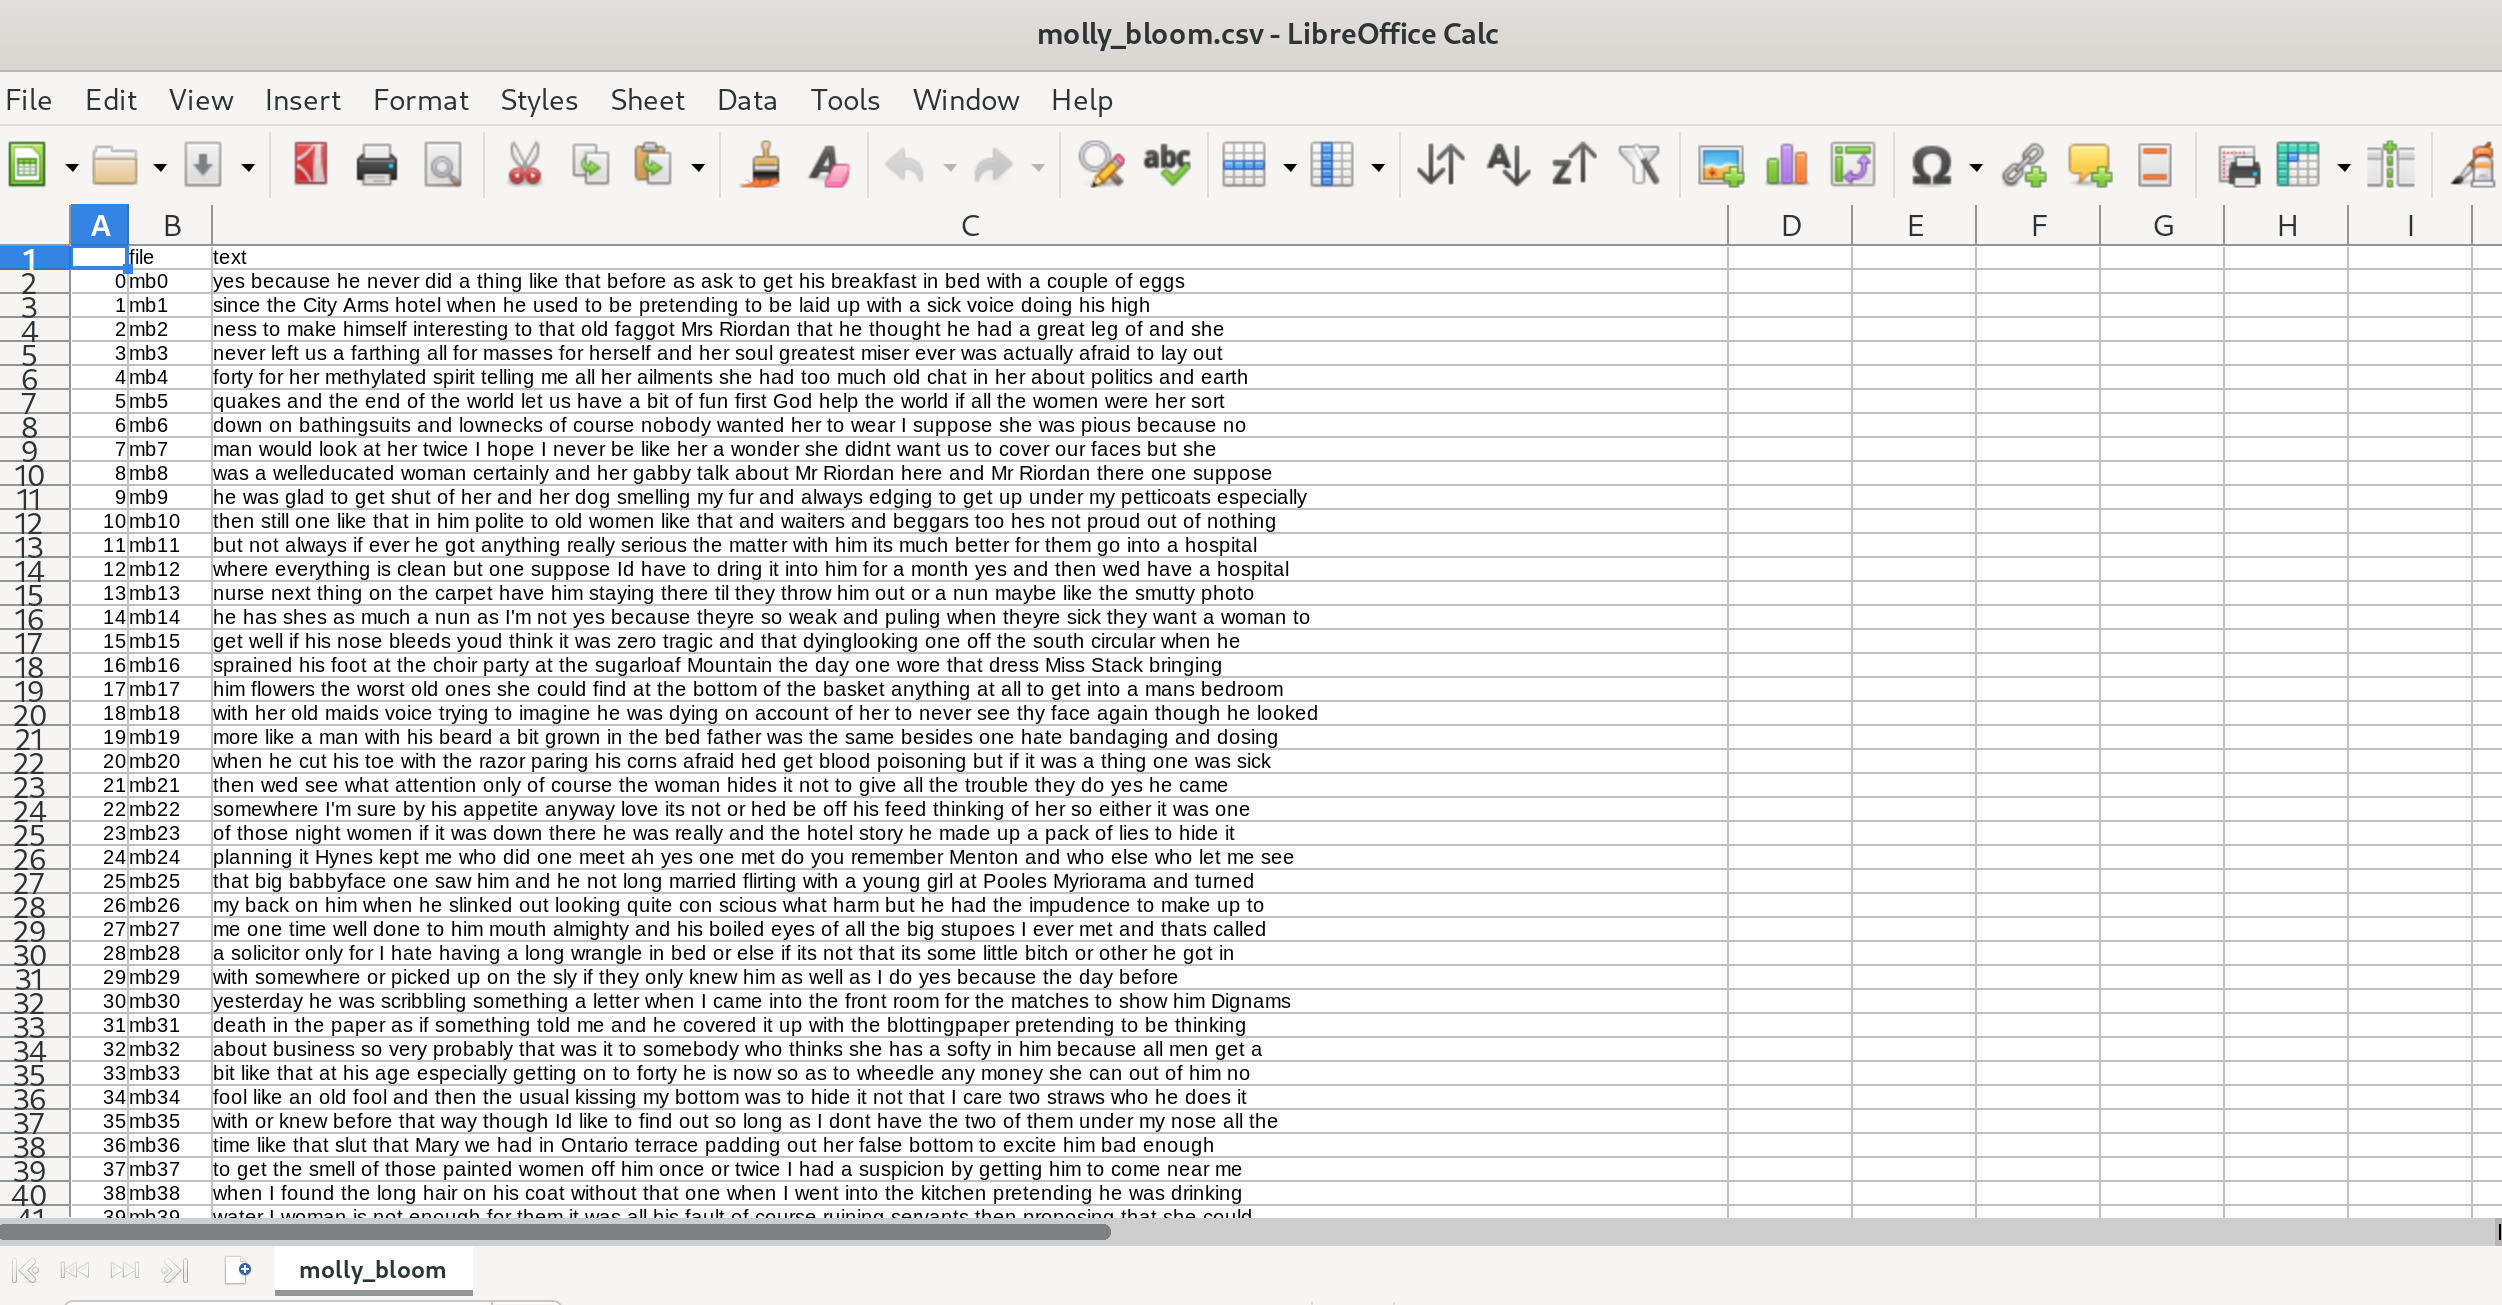 molly_bloom.csv - LibreOffice Calc
File Edit View Insert Format Styles Sheet Data Tools Window Help
A B C D E F G H I
1 file text
2 0 mb0 yes because he never did a thing like that before as ask to get his breakfast in bed with a couple of eggs
3 1 mb1 since the City Arms hotel when he used to be pretending to be laid up with a sick voice doing his high
4 2 mb2 ness to make himself interesting to that old faggot Mrs Riordan that he thought he had a great leg of and she
5 3 mb3 never left us a farthing all for masses for herself and her soul greatest miser ever was actually afraid to lay out
6 4 mb4 forty for her methylated spirit telling me all her ailments she had too much old chat in her about politics and earth
7 5 mb5 quakes and the end of the world let us have a bit of fun first God help the world if all the women were her sort
8 6 mb6 down on bathingsuits and lownecks of course nobody wanted her to wear I suppose she was pious because no
9 7 mb7 man would look at her twice I hope I never be like her a wonder she didnt want us to cover our faces but she
10 8 mb8 was a welleducated woman certainly and her gabby talk about Mr Riordan here and Mr Riordan there one suppose
11 9 mb9 he was glad to get shut of her and her dog smelling my fur and always edging to get up under my petticoats especially
12 10 mb10 then still one like that in him polite to old women like that and waiters and beggars too hes not proud out of nothing
13 11 mb11 but not always if ever he got anything really serious the matter with him its much better for them go into a hospital
14 12 mb12 where everything is clean but one suppose Id have to dring it into him for a month yes and then wed have a hospital
15 13 mb13 nurse next thing on the carpet have him staying there til they throw him out or a nun maybe like the smutty photo
16 14 mb14 he has shes as much a nun as I'm not yes because theyre so weak and puling when theyre sick they want a woman to
17 15 mb15 get well if his nose bleeds youd think it was zero tragic and that dyinglooking one off the south circular when he
18 16 mb16 sprained his foot at the choir party at the sugarloaf Mountain the day one wore that dress Miss Stack bringing
19 17 mb17 him flowers the worst old ones she could find at the bottom of the basket anything at all to get into a mans bedroom
20 18 mb18 with her old maids voice trying to imagine he was dying on account of her to never see thy face again though he looked
21 19 mb19 more like a man with his beard a bit grown in the bed father was the same besides one hate bandaging and dosing
22 20 mb20 when he cut his toe with the razor paring his corns afraid hed get blood poisoning but if it was a thing one was sick
23 21 mb21 then wed see what attention only of course the woman hides it not to give all the trouble they do yes he came
24 22 mb22 somewhere I'm sure by his appetite anyway love its not or hed be off his feed thinking of her so either it was one
25 23 mb23 of those night women if it was down there he was really and the hotel story he made up a pack of lies to hide it
26 24 mb24 planning it Hynes kept me who did one meet ah yes one met do you remember Menton and who else who let me see
27 25 mb25 that big babbyface one saw him and he not long married flirting with a young girl at Pooles Myriorama and turned
28 26 mb26 my back on him when he slinked out looking quite con scious what harm but he had the impudence to make up to
29 27 mb27 me one time well done to him mouth almighty and his boiled eyes of all the big stupoes I ever met and thats called
30 28 mb28 a solicitor only for I hate having a long wrangle in bed or else if its not that its some little bitch or other he got in
31 29 mb29 with somewhere or picked up on the sly if they only knew him as well as I do yes because the day before
32 30 mb30 yesterday he was scribbling something a letter when I came into the front room for the matches to show him Dignams
33 31 mb31 death in the paper as if something told me and he covered it up with the blottingpaper pretending to be thinking
34 32 mb32 about business so very probably that was it to somebody who thinks she has a softy in him because all men get a
35 33 mb33 bit like that at his age especially getting on to forty he is now so as to wheedle any money she can out of him no
36 34 mb34 fool like an old fool and then the usual kissing my bottom was to hide it not that I care two straws who he does it
37 35 mb35 with or knew before that way though Id like to find out so long as I dont have the two of them under my nose all the
38 36 mb36 time like that slut that Mary we had in Ontario terrace padding out her false bottom to excite him bad enough
39 37 mb37 to get the smell of those painted women off him once or twice I had a suspicion by getting him to come near me
40 38 mb38 when I found the long hair on his coat without that one when I went into the kitchen pretending he was drinking
41 39 mb39 water I woman is not enough for them it was all his fault of course ruining servants then proposing that she could
molly_bloom